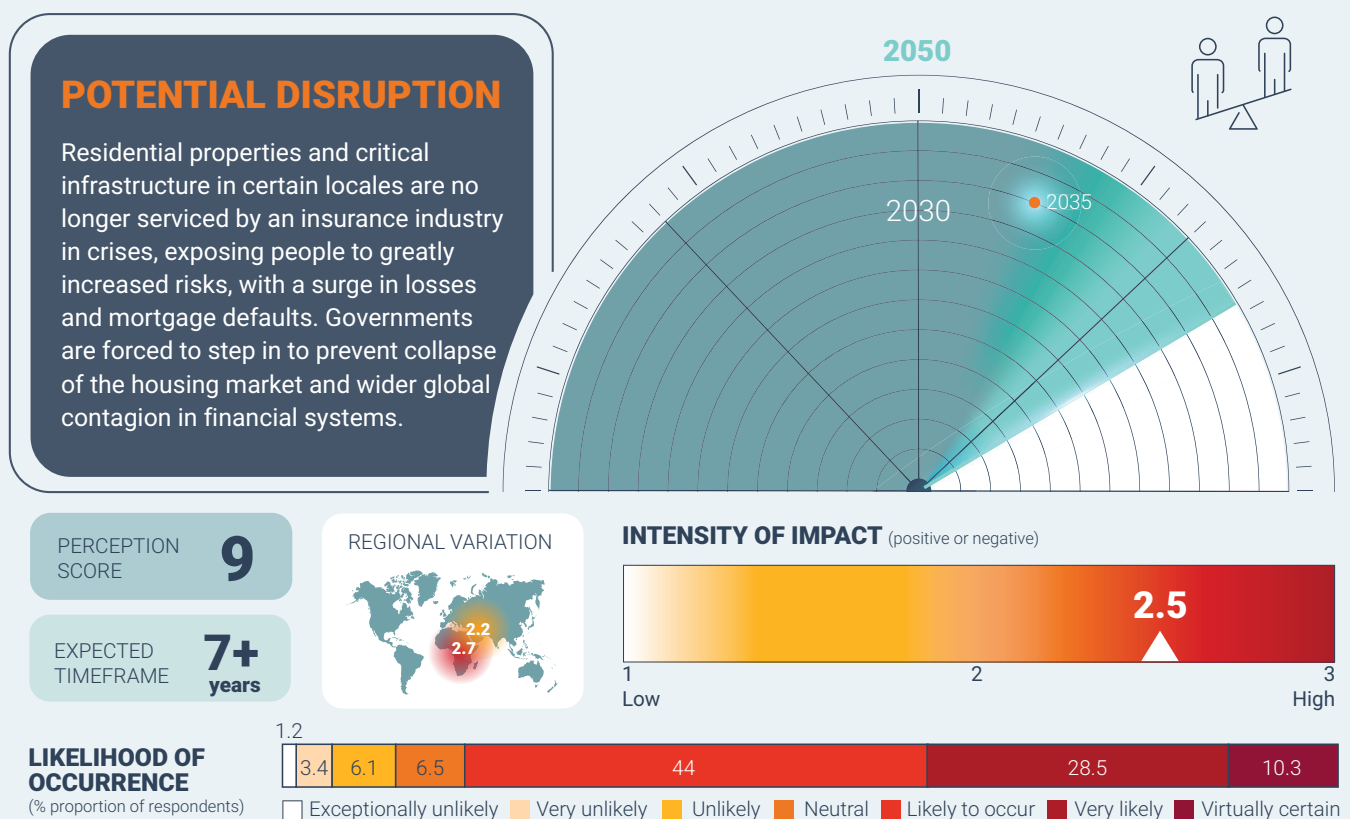 POTENTIAL DISRUPTION
Residential properties and critical
infrastructure in certain locales are no
longer serviced by an insurance industry
in crises, exposing people to greatly
increased risks, with a surge in losses
and mortgage defaults. Governments
are forced to step in to prevent collapse
of the housing market and wider global
contagion in financial systems.
2050
2030
2035
PERCEPTION
SCORE
9
EXPECTED
TIMEFRAME
7+
years
REGIONAL VARIATION
2.2
2.7
INTENSITY OF IMPACT (positive or negative)
2.5
1 2 3
Low High
LIKELIHOOD OF
OCCURRENCE
(% proportion of respondents)
1.2
3.4 6.1 6.5 44 28.5 10.3
Exceptionally unlikely Very unlikely Unlikely Neutral Likely to occur Very likely Virtually certain